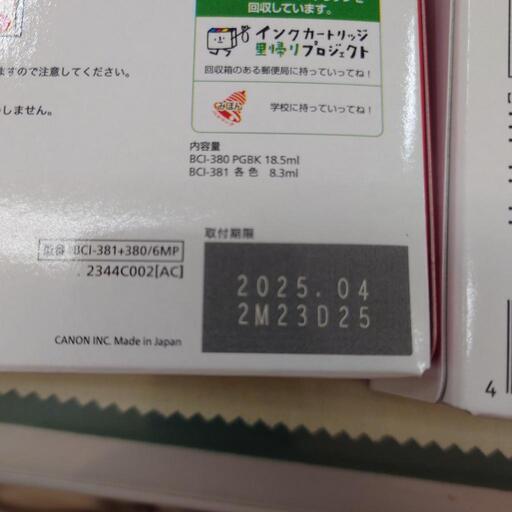 回収しています。
インクカートリッジ
里帰りプロジェクト
回収箱のある郵便局に持っていってね!
ますので注意してください。
しません。
みほん
学校に持っていってね!
内容量
BCI-380 PGBK 18.5ml
BCI-381 各色 8.3ml
取付期限
型番 BCI-381+380/6MP
2344C002[AC]
2025.04
2M23D25
CANON INC. Made in Japan
4